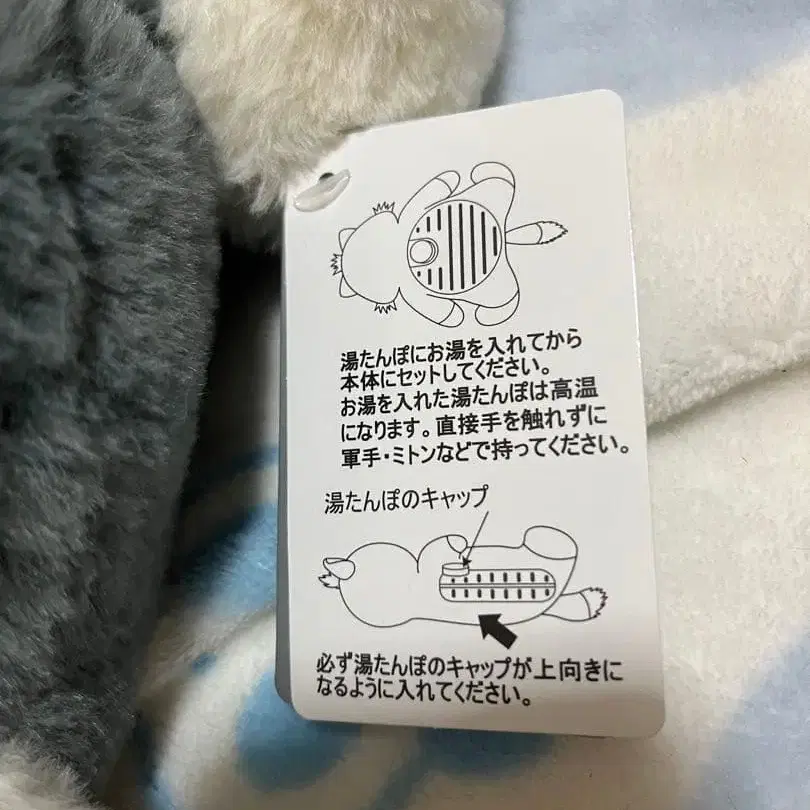 湯たんぽにお湯を入れてから
本体にセットしてください。
お湯を入れた湯たんぽは高温
になります。直接手を触れずに
軍手・ミトンなどで持ってください。
湯たんぽのキャップ
必ず湯たんぽのキャップが上向きに
なるように入れてください。